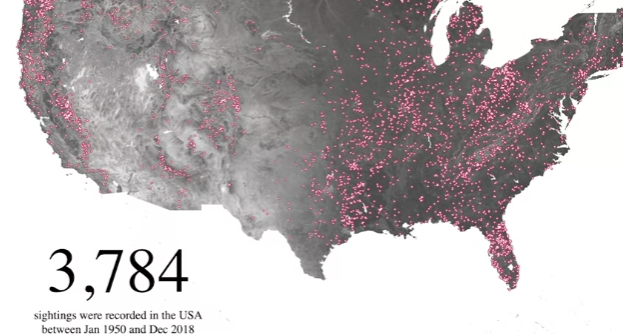 3,784
sightings were recorded in the USA
between Jan 1950 and Dec 2018